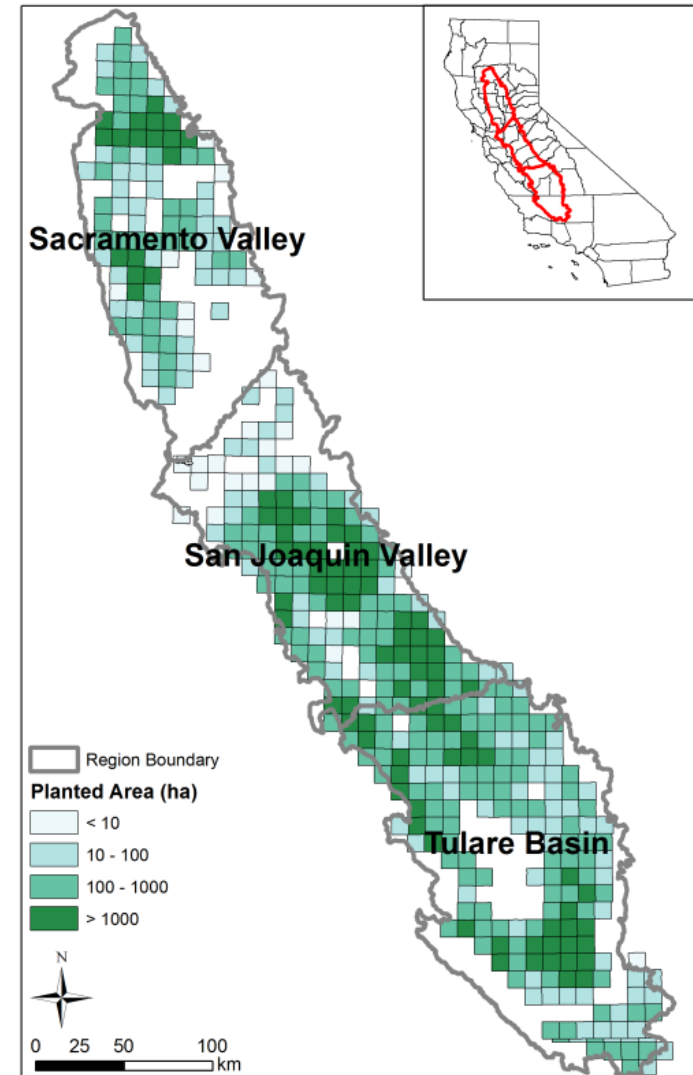 Sacramento Valley
San Joaquin Valley
Tulare Basin
Region Boundary
Planted Area (ha)
< 10
10 - 100
100 - 1000
> 1000
N
0 25 50 100
km